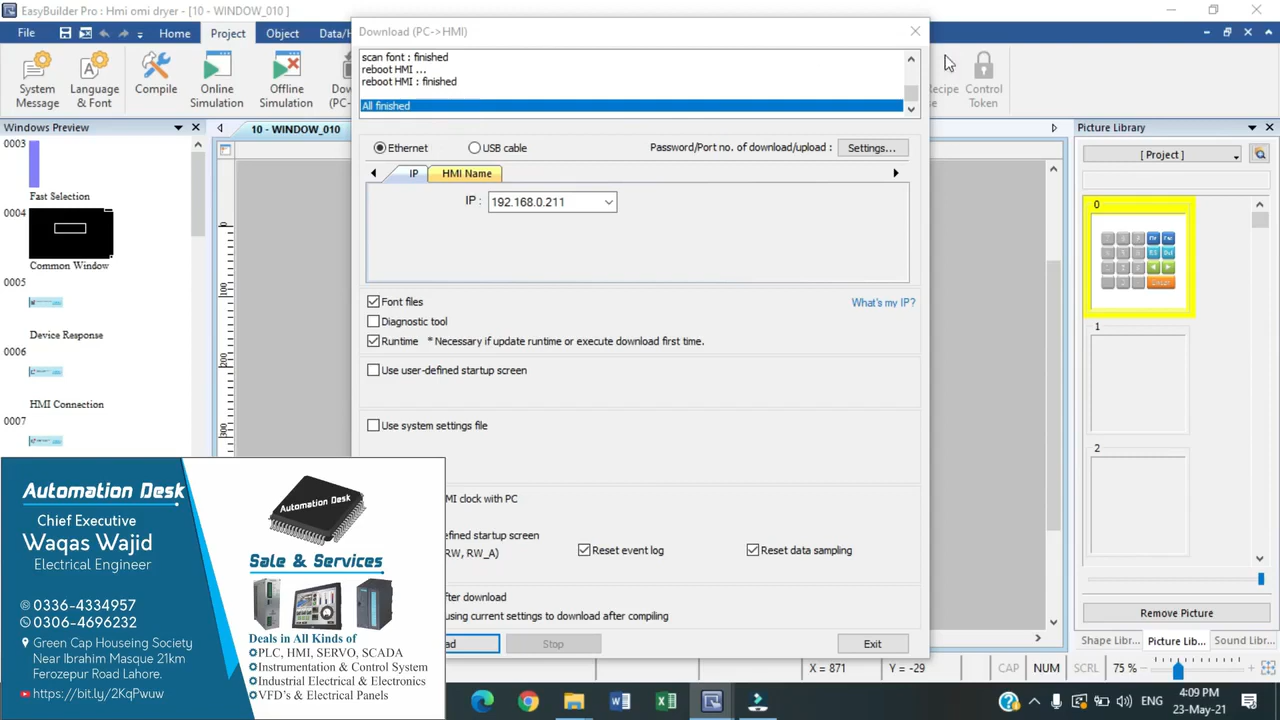 EasyBuilder Pro : Hmi omi dryer - [10 - WINDOW_010 ]
File
Home
Project
Object
Data/H
System Message
Language & Font
Compile
Online Simulation
Offline Simulation
Dow
(PC-
Recipe
se
Control Token
Windows Preview
10 - WINDOW_010
0003
Fast Selection
0004
Common Window
0005
Device Response
0006
HMI Connection
0007
Download (PC->HMI)
scan font : finished
reboot HMI ...
reboot HMI : finished
All finished
Ethernet
USB cable
Password/Port no. of download/upload :
Settings...
IP
HMI Name
IP : 192.168.0.211
Font files
What's my IP?
Diagnostic tool
Runtime * Necessary if update runtime or execute download first time.
Use user-defined startup screen
Use system settings file
MI clock with PC
efined startup screen
RW, RW_A)
Reset event log
Reset data sampling
fter download
using current settings to download after compiling
ad
Stop
Exit
0
100
200
300
Picture Library
[ Project ]
0
1
2
Remove Picture
Shape Libr...
Picture Lib...
Sound Libr...
X = 871
Y = -29
CAP
NUM
SCRL
75 %
4:09 PM
23-May-21
Automation Desk
Chief Executive
Waqas Wajid
Electrical Engineer
0336-4334957
0306-4696232
Green Cap Houseing Society
Near Ibrahim Masque 21km
Ferozepur Road Lahore.
https://bit.ly/2KqPwuw
Automation Desk
Sale & Services
Deals in All Kinds of
PLC, HMI, SERVO, SCADA
Instrumentation & Control System
Industrial Electrical & Electronics
VFD's & Electrical Panels